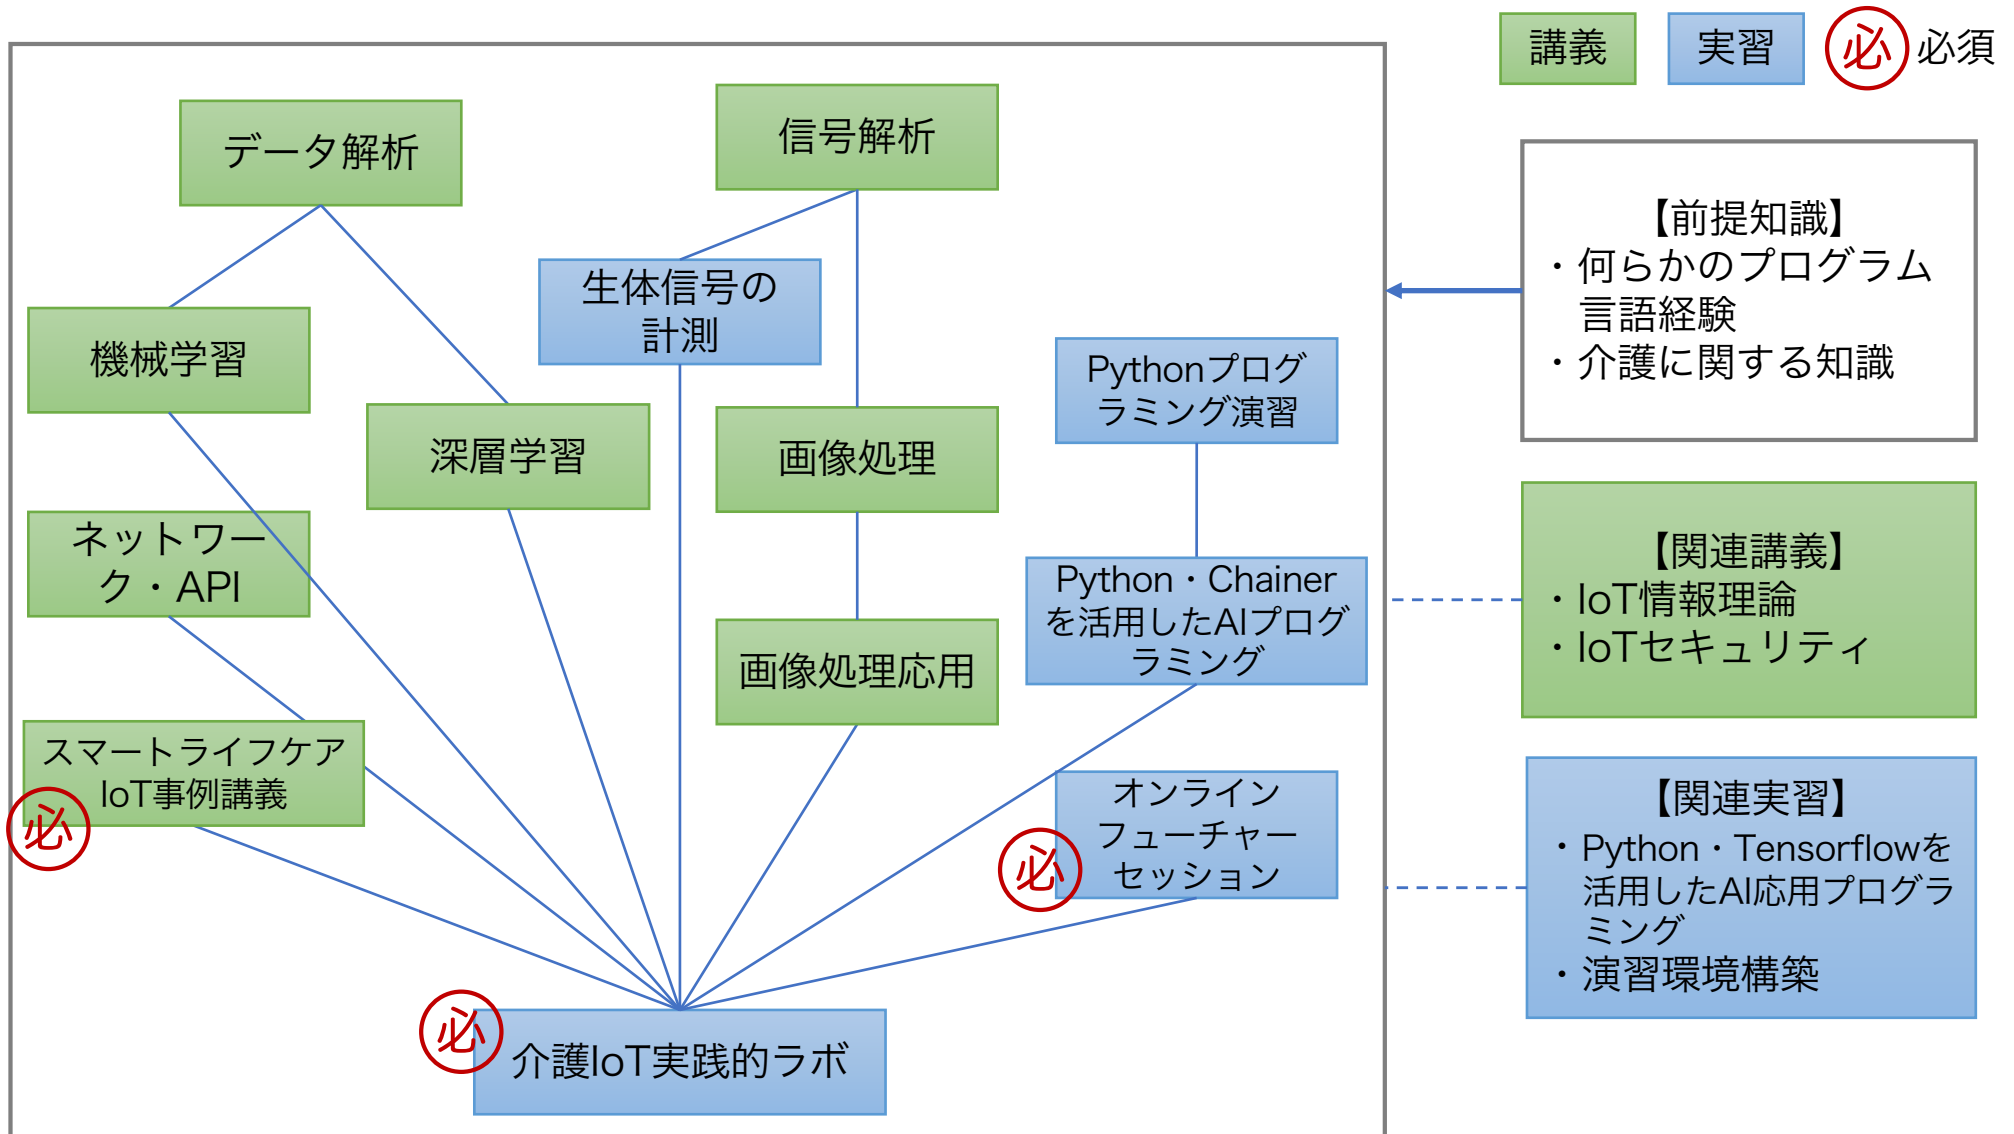 講義
実習
必
必須
データ解析
信号解析
生体信号の
計測
機械学習
深層学習
画像処理
Pythonプログ
ラミング演習
ネットワー
ク・API
Python・Chainer
を活用したAIプログ
ラミング
画像処理応用
スマートライフケア
IoT事例講義
必
オンライン
フューチャー
セッション
必
必
介護IoT実践的ラボ
【前提知識】
・何らかのプログラム
言語経験
・介護に関する知識
【関連講義】
・IoT情報理論
・IoTセキュリティ
【関連実習】
・Python・Tensorflowを
活用したAI応用プログラ
ミング
・演習環境構築